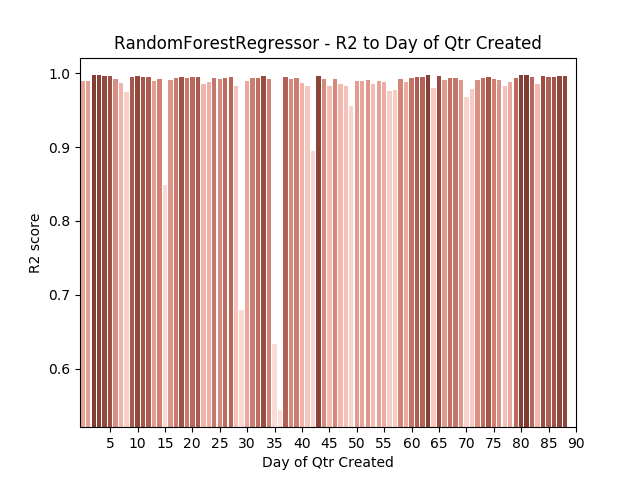 RandomForestRegressor - R2 to Day of Qtr Created
1.0
0.9
0.8
0.7
0.6
R2 score
5 10 15 20 25 30 35 40 45 50 55 60 65 70 75 80 85 90
Day of Qtr Created